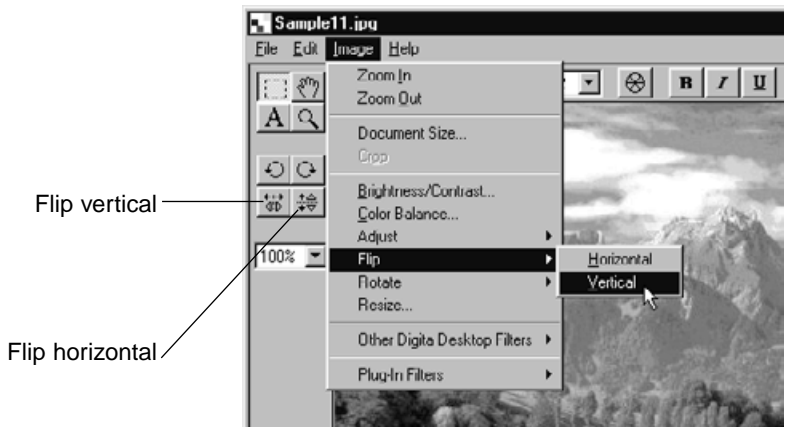 Sample11.jpg
File Edit Image Help
Zoom In
Zoom Out
B I U
A
Document Size...
Crop
Brightness/Contrast...
Flip vertical
Color Balance...
Adjust
100%
Flip
Horizontal
Rotate
Vertical
Resize...
Other Digita Desktop Filters
Flip horizontal
Plug-In Filters